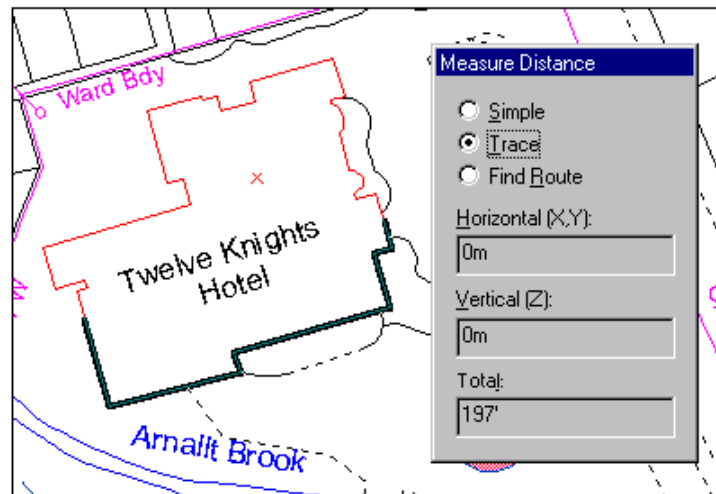 Ward Bdy
Twelve Knights
Hotel
Arnallt Brook
Measure Distance
Simple
Trace
Find Route
Horizontal (X,Y):
0m
Vertical (Z):
0m
Total:
197'